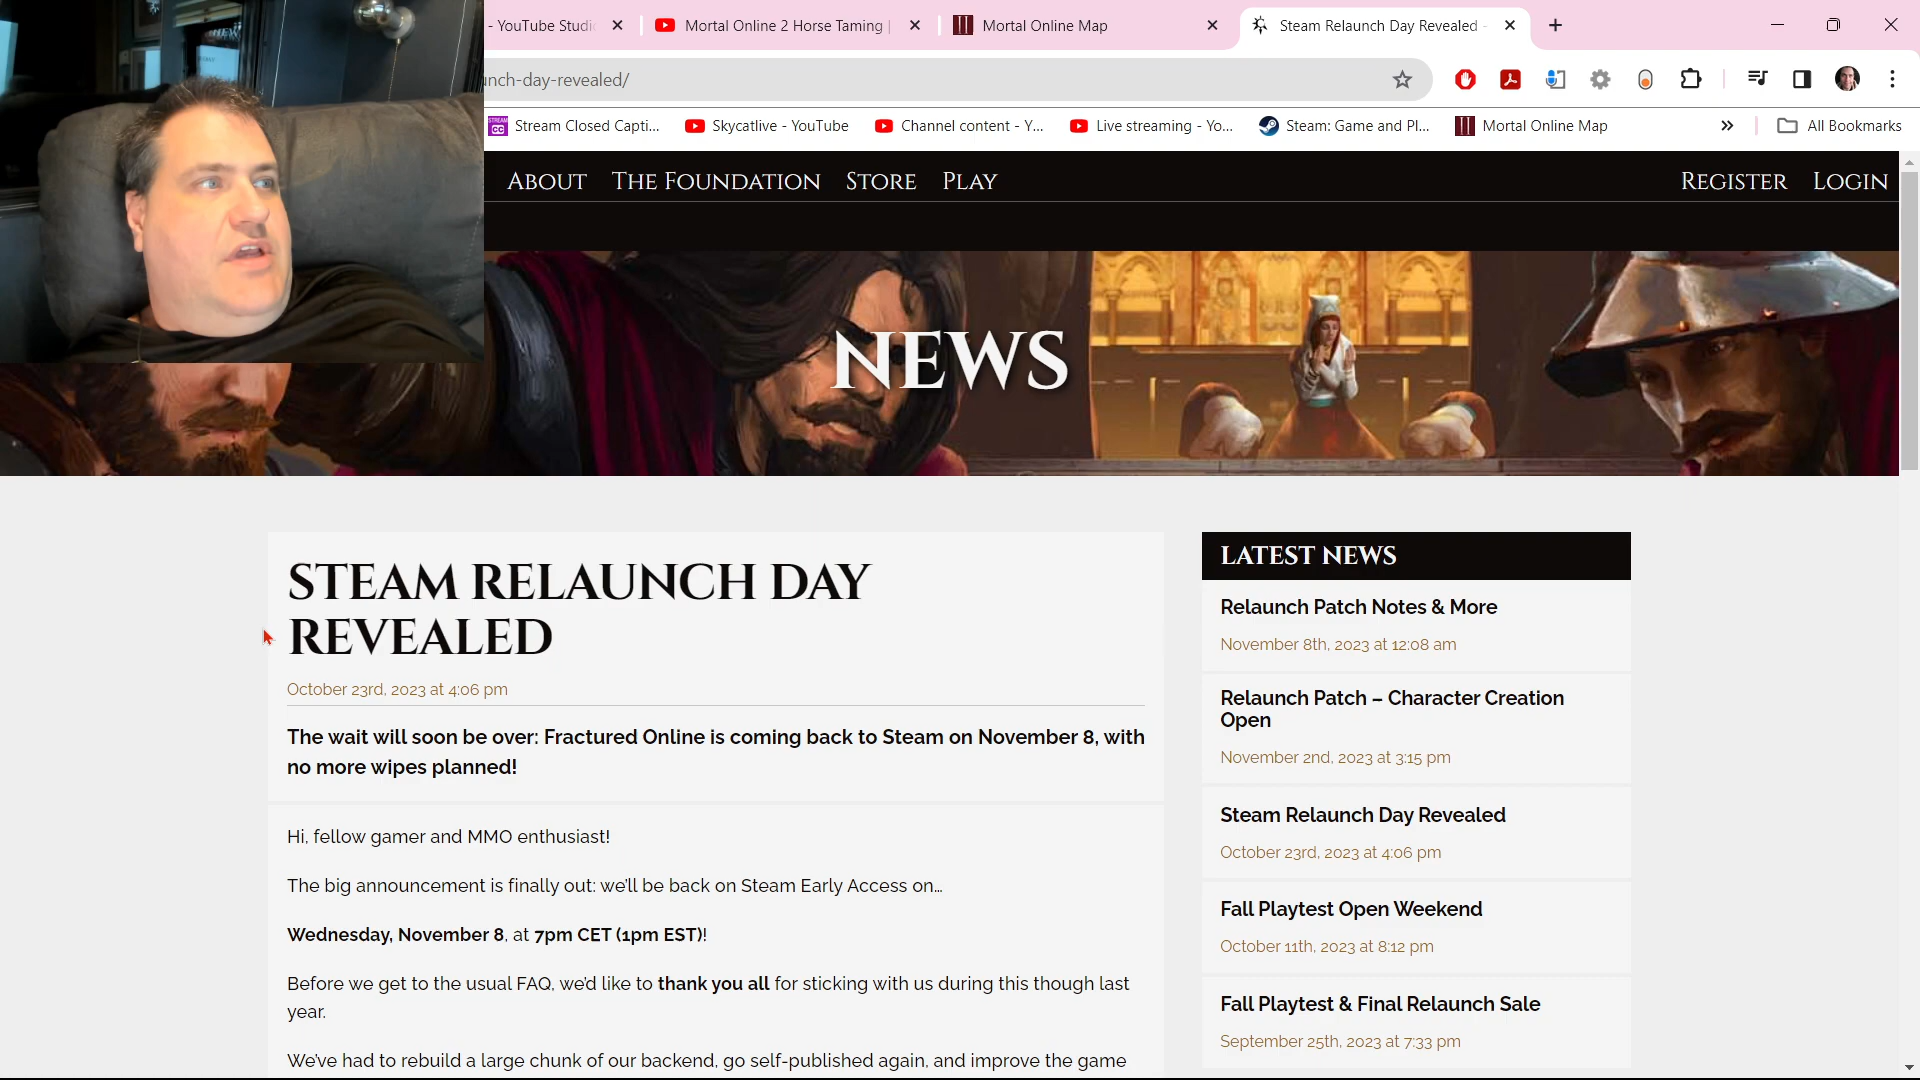 - YouTube Studi
Mortal Online 2 Horse Taming |
Mortal Online Map
Steam Relaunch Day Revealed -
unch-day-revealed/
STREAM CC
Stream Closed Capti...
Skycatlive - YouTube
Channel content - Y...
Live streaming - Yo...
Steam: Game and Pl...
Mortal Online Map
All Bookmarks
ABOUT
THE FOUNDATION
STORE
PLAY
REGISTER
LOGIN
NEWS
STEAM RELAUNCH DAY
REVEALED
October 23rd, 2023 at 4:06 pm
The wait will soon be over: Fractured Online is coming back to Steam on November 8, with
no more wipes planned!
Hi, fellow gamer and MMO enthusiast!
The big announcement is finally out: we'll be back on Steam Early Access on…
Wednesday, November 8, at 7pm CET (1pm EST)!
Before we get to the usual FAQ, we'd like to thank you all for sticking with us during this though last
year.
We've had to rebuild a large chunk of our backend, go self-published again, and improve the game
LATEST NEWS
Relaunch Patch Notes & More
November 8th, 2023 at 12:08 am
Relaunch Patch – Character Creation
Open
November 2nd, 2023 at 3:15 pm
Steam Relaunch Day Revealed
October 23rd, 2023 at 4:06 pm
Fall Playtest Open Weekend
October 11th, 2023 at 8:12 pm
Fall Playtest & Final Relaunch Sale
September 25th, 2023 at 7:33 pm